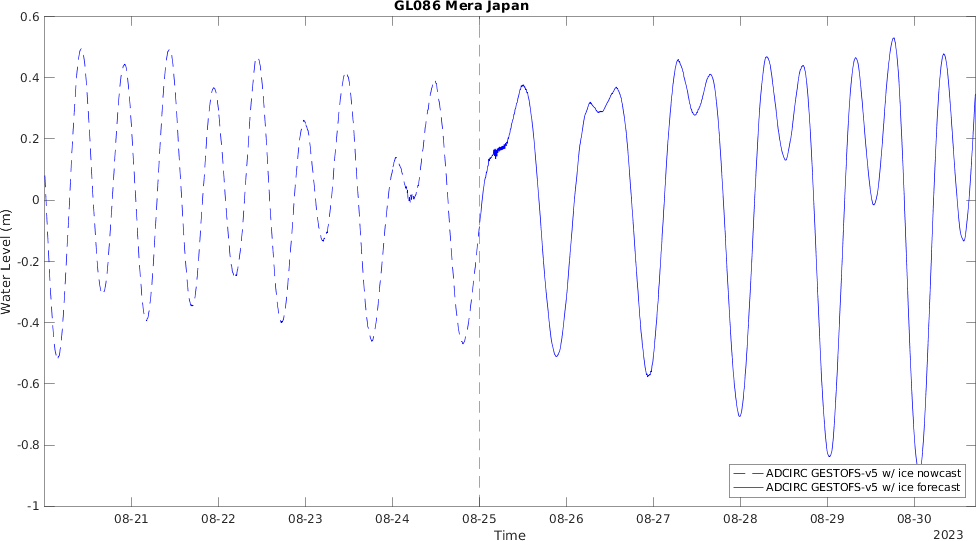 GL086 Mera Japan
0.6
0.4
0.2
0
-0.2
-0.4
-0.6
-0.8
-1
Water Level (m)
ADCIRC GESTOFS-v5 w/ ice nowcast
ADCIRC GESTOFS-v5 w/ ice forecast
08-21 08-22 08-23 08-24 08-25 08-26 08-27 08-28 08-29 08-30
Time
2023